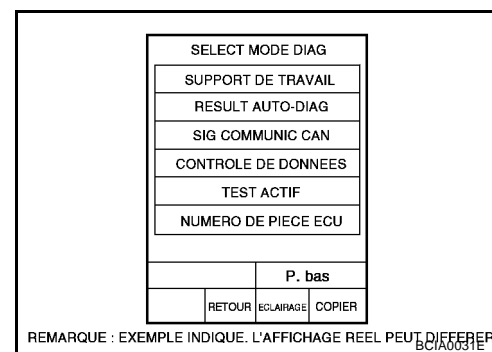 SELECT MODE DIAG
SUPPORT DE TRAVAIL
RESULT AUTO-DIAG
SIG COMMUNIC CAN
CONTROLE DE DONNEES
TEST ACTIF
NUMERO DE PIECE ECU
P. bas
RETOUR ECLAIRAGE COPIER
REMARQUE : EXEMPLE INDIQUE. L'AFFICHAGE REEL PEUT DIFFERER
BCIA0031E